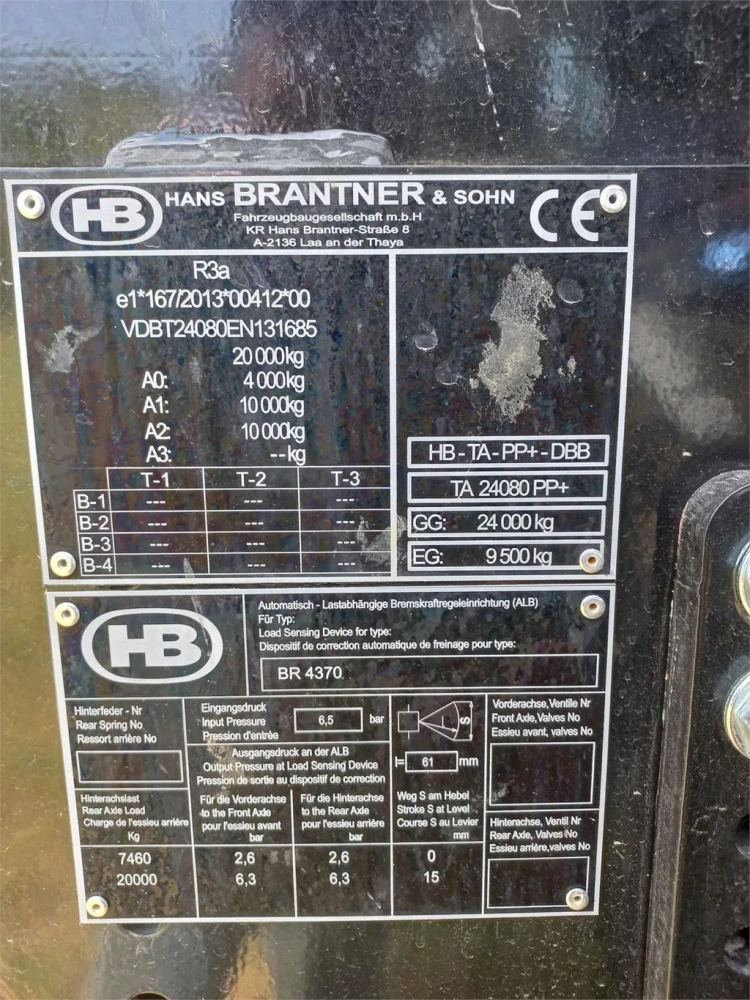 HB HANS BRANTNER & SOHN CE
Fahrzeugbaugesellschaft m.b.H
KR Hans Brantner-Straße 8
A-2136 Laa an der Thaya
R3a
e1*167/2013*00412*00
VDBT24080EN131685
20 000kg
A0: 4 000kg
A1: 10 000kg
A2: 10 000kg
A3: --kg
T-1 T-2 T-3
B-1 --- --- ---
B-2 --- --- ---
B-3 --- --- ---
B-4 --- --- ---
HB-TA-PP+-DBB
TA 24080 PP+
GG: 24 000 kg
EG: 9 500 kg
HB
Automatisch - Lastabhängige Bremskraftregeleinrichtung (ALB)
Für Typ:
Load Sensing Device for type:
Dispositif de correction automatique de freinage pour type:
BR 4370
Hinterfeder - Nr
Rear Spring No
Ressort arrière No
Eingangsdruck
Input Pressure 6,5 bar
Pression d'entrée
Ausgangsdruck an der ALB
Output Pressure at Load Sensing Device
Pression de sortie au dispositif de correction
S
l= 61 mm
Vorderachse, Ventile Nr
Front Axle, Valves No
Essieu avant, valves No
Hinterachslast
Rear Axle Load
Charge de l'essieu arrière
Kg
Für die Vorderachse
to the Front Axle
pour l'essieu avant
bar
Für die Hinterachse
to the Rear Axle
pour l'essieu arrière
bar
Weg S am Hebel
Stroke S at Level
Course S au Levier
mm
Hinterachse, Ventil Nr
Rear Axle, Valves No
Essieu arrière, valves No
7460 2,6 2,6 0
20000 6,3 6,3 15